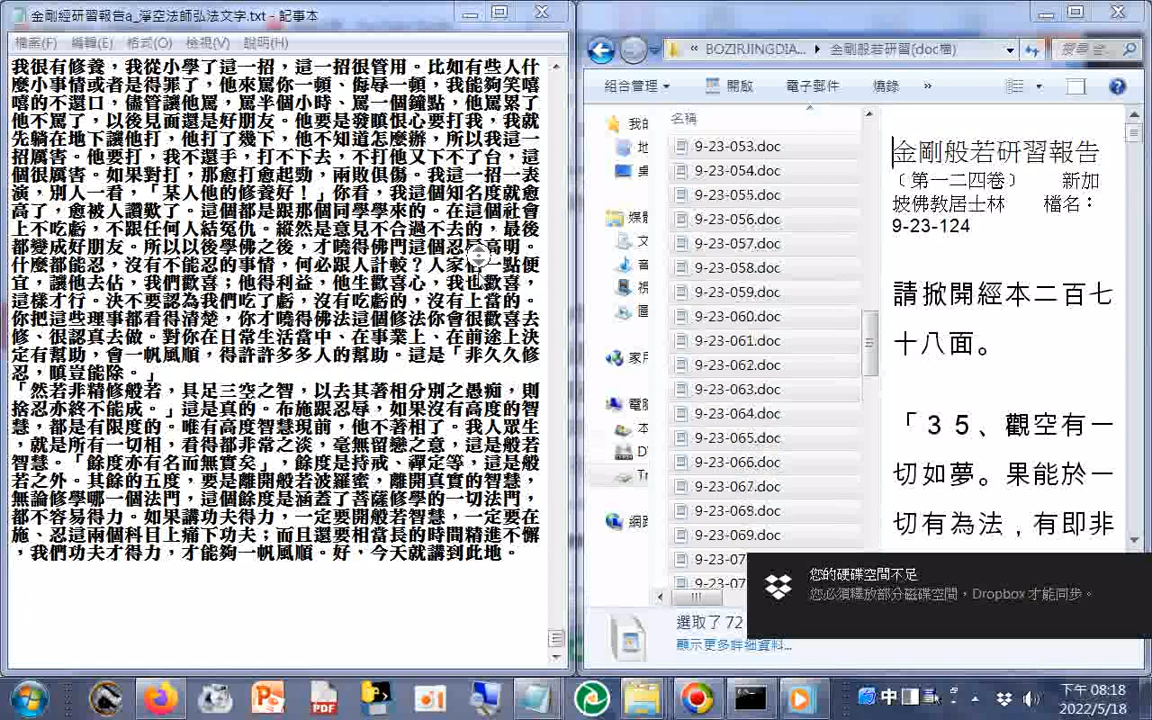 金剛經研習報告a_淨空法師弘法文字.txt - 記事本
檔案(F) 編輯(E) 格式(O) 檢視(V) 說明(H)
我很有修養，我從小學了這一招，這一招很管用。比如有些人什
麼小事情或者是得罪了，他來罵你一頓、侮辱一頓，我能夠笑嘻
嘻的不還口，儘管讓他罵，罵半個小時、罵一個鐘點，他罵累了
他不罵了，以後見面還是好朋友。他要是發瞋恨心要打我，我就
先躺在地下讓他打，他打了幾下，他不知道怎麼辦，所以我這一
招厲害。他要打，我不還手，打不下去，不打他又下不了台，這
個很厲害。如果對打，那愈打愈起勁，兩敗俱傷。我這一招一表
演，別人一看，「某人他的修養好！」你看，我這個知名度就愈
高了，愈被人讚歎了。這個都是跟那個同學學來的。在這個社會
上不吃虧，不跟任何人結冤仇。縱然是意見不合過不去的，最後
都變成好朋友。所以以後學佛之後，才曉得佛門這個忍辱高明。
什麼都能忍，沒有不能忍的事情，何必跟人計較？人家佔一點便
宜，讓他去佔，我們歡喜；他得利益，他生歡喜心，我也歡喜，
這樣才行。決不要認為我們吃了虧，沒有吃虧的，沒有上當的。
你把這些理事都看得清楚，你才曉得佛法這個修法你會很歡喜去
修、很認真去做。對你在日常生活當中、在事業上、在前途上決
定有幫助，會一帆風順，得許許多多人的幫助。這是「非久久修
忍，瞋豈能除。」
「然若非精修般若，具足三空之智，以去其著相分別之愚痴，則
捨忍亦終不能成。」這是真的。布施跟忍辱，如果沒有高度的智
慧，都是有限度的。唯有高度智慧現前，他不著相了。我人眾生
，就是所有一切相，看得都非常之淡，毫無留戀之意，這是般若
智慧。「餘度亦有名而無實矣」，餘度是持戒、禪定等，這是般
若之外。其餘的五度，要是離開般若波羅蜜，離開真實的智慧，
無論修學哪一個法門，這個餘度是涵蓋了菩薩修學的一切法門，
都不容易得力。如果講功夫得力，一定要開般若智慧，一定要在
施、忍這兩個科目上痛下功夫；而且還要相當長的時間精進不懈
，我們功夫才得力，才能夠一帆風順。好，今天就講到此地。
« BOZIRJINGDIA... 金剛般若研習(doc檔)
組合管理 開啟 電子郵件 燒錄 »
我的
媒體
名稱
9-23-053.doc
9-23-054.doc
9-23-055.doc
9-23-056.doc
9-23-057.doc
9-23-058.doc
9-23-059.doc
9-23-060.doc
9-23-061.doc
9-23-062.doc
9-23-063.doc
9-23-064.doc
9-23-065.doc
9-23-066.doc
9-23-067.doc
9-23-068.doc
9-23-069.doc
選取了 72
顯示更多詳細資料...
金剛般若研習報告
（第一二四卷） 新加
坡佛教居士林 檔名：
9-23-124
請掀開經本二百七
十八面。
「３５、觀空有一
切如夢。果能於一
切有為法，有即非
您的硬碟空間不足
您必須釋放部分磁碟空間，Dropbox 才能同步。
PDF
中
下午 08:18
2022/5/18